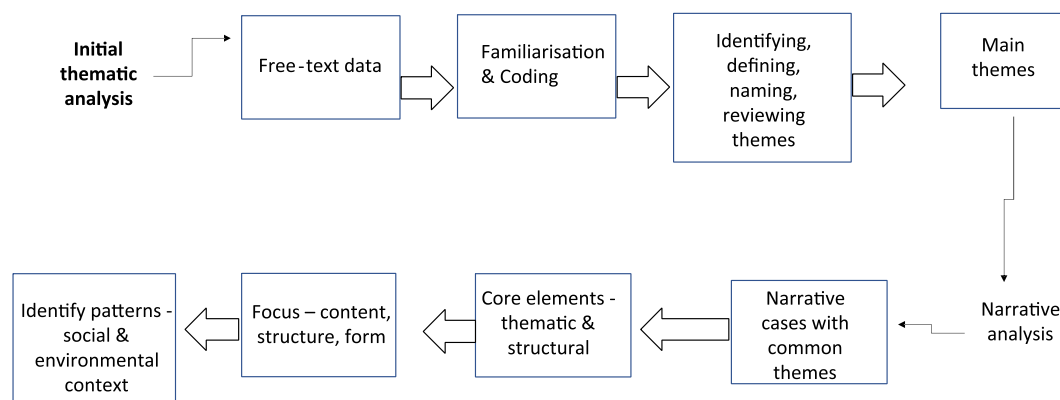 Initial
thematic
analysis
Free-text data
Familiarisation
& Coding
Identifying,
defining,
naming,
reviewing
themes
Main
themes
Narrative
analysis
Narrative
cases with
common
themes
Core elements -
thematic &
structural
Focus – content,
structure, form
Identify patterns -
social &
environmental
context